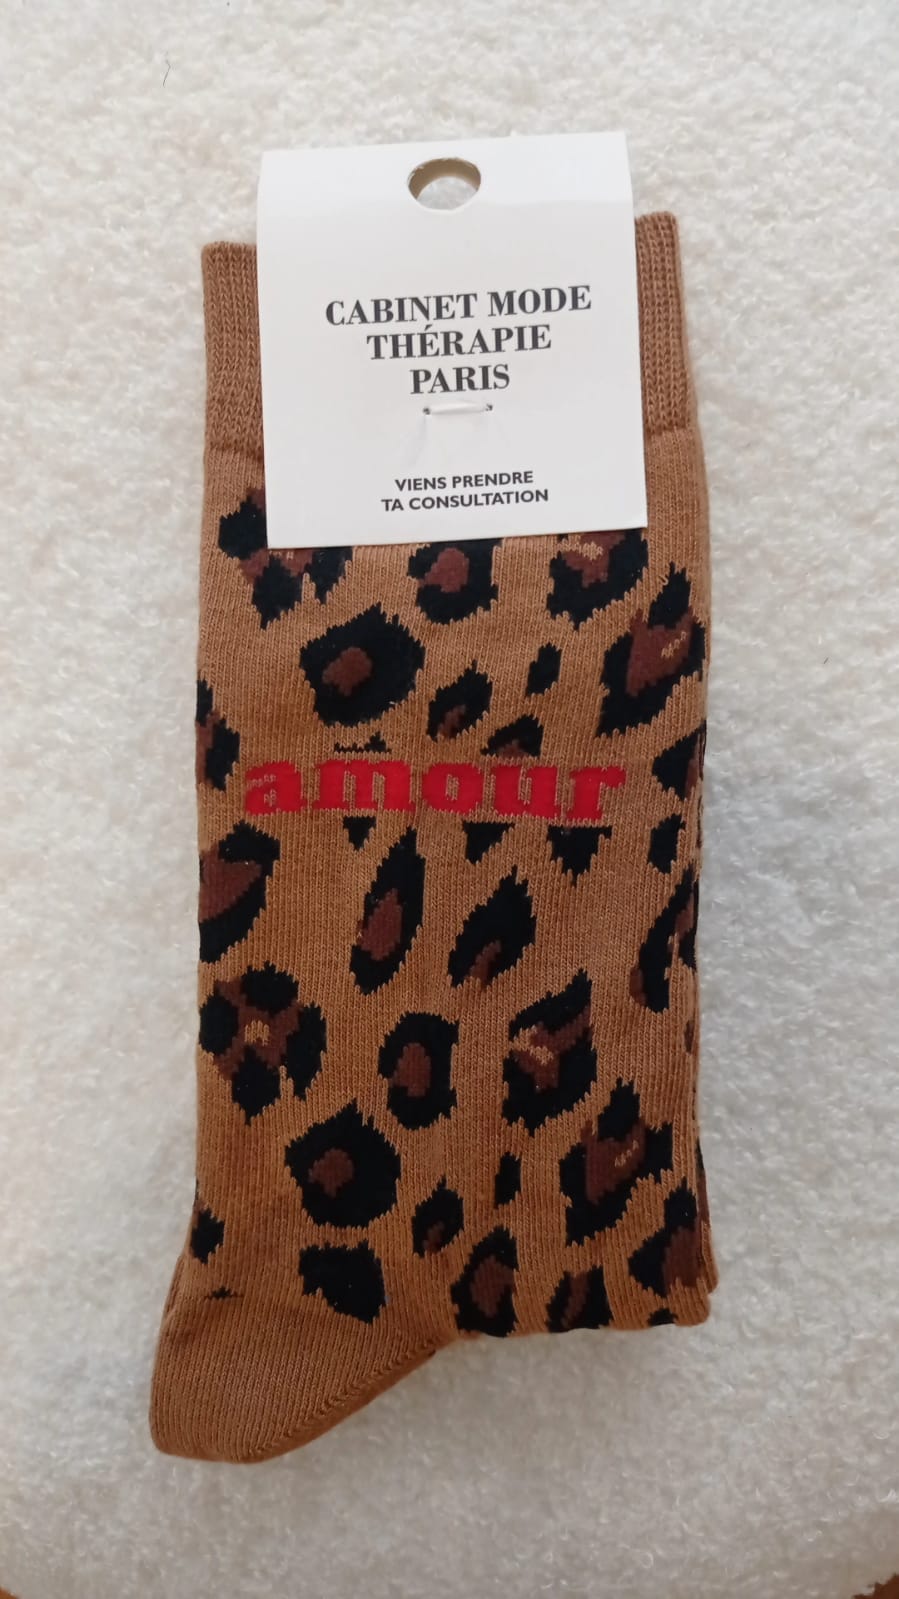 CABINET MODE
THÉRAPIE
PARIS
VIENS PRENDRE
TA CONSULTATION
amour